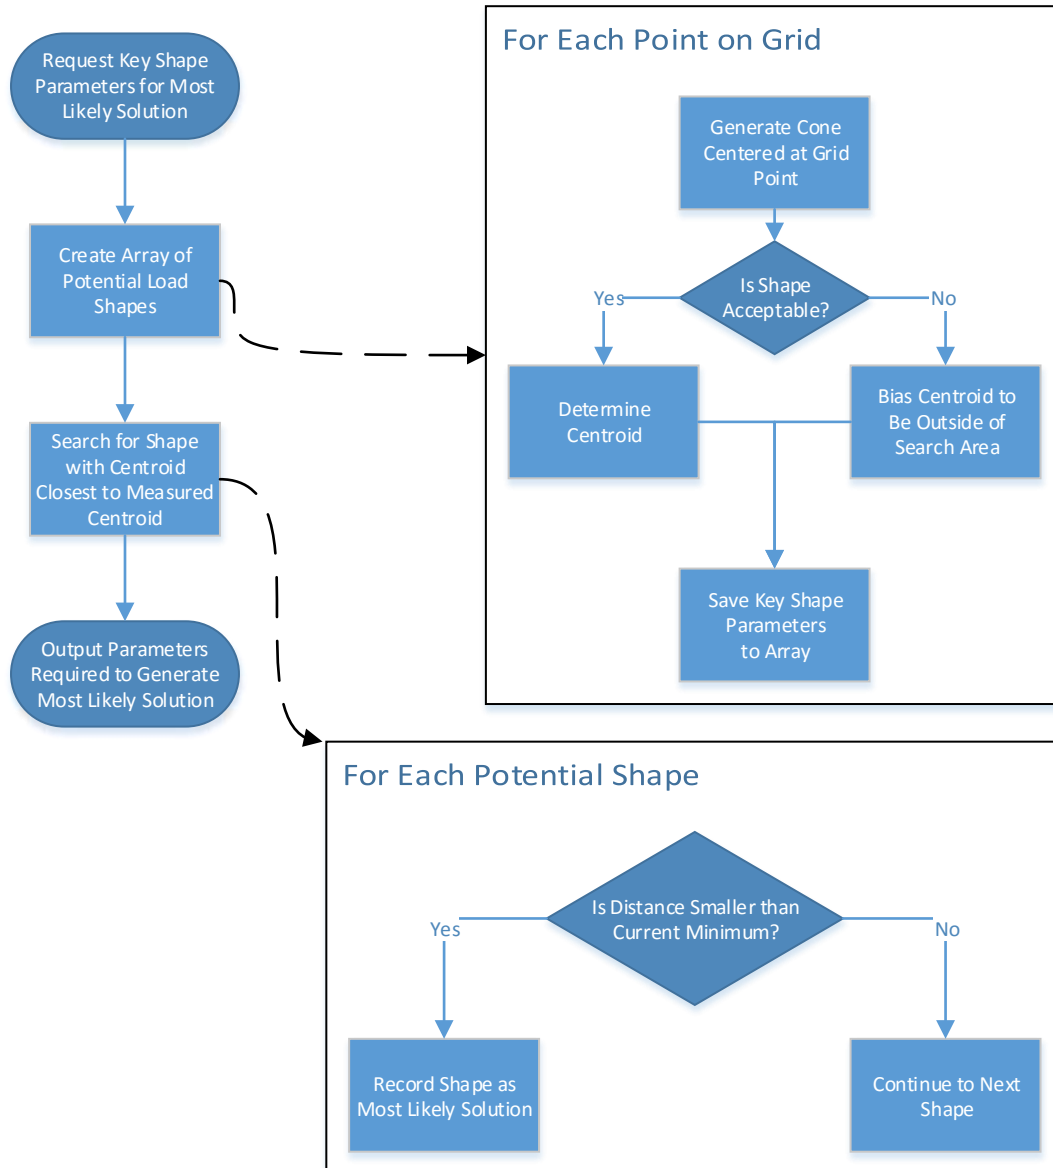 Request Key Shape
Parameters for Most
Likely Solution
Create Array of
Potential Load
Shapes
Search for Shape
with Centroid
Closest to Measured
Centroid
Output Parameters
Required to Generate
Most Likely Solution
For Each Point on Grid
Generate Cone
Centered at Grid
Point
Is Shape
Acceptable?
Yes
No
Determine
Centroid
Bias Centroid to
Be Outside of
Search Area
Save Key Shape
Parameters
to Array
For Each Potential Shape
Is Distance Smaller than
Current Minimum?
Yes
No
Record Shape as
Most Likely Solution
Continue to Next
Shape